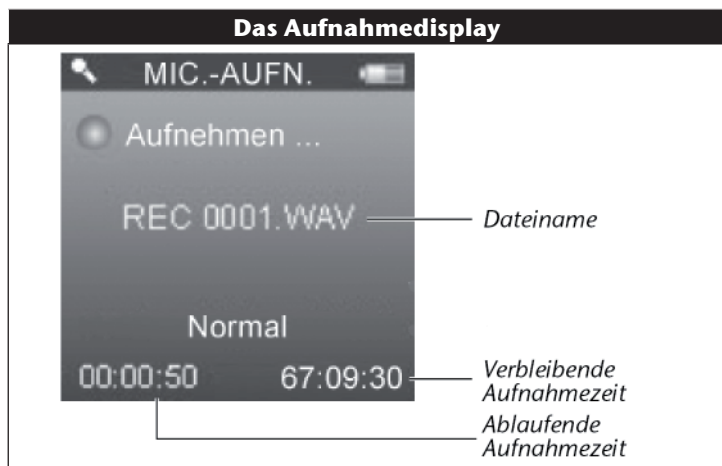 Das Aufnahmedisplay
MIC.-AUFN.
Aufnehmen ...
REC 0001.WAV
Dateiname
Normal
00:00:50
67:09:30
Verbleibende
Aufnahmezeit
Ablaufende
Aufnahmezeit